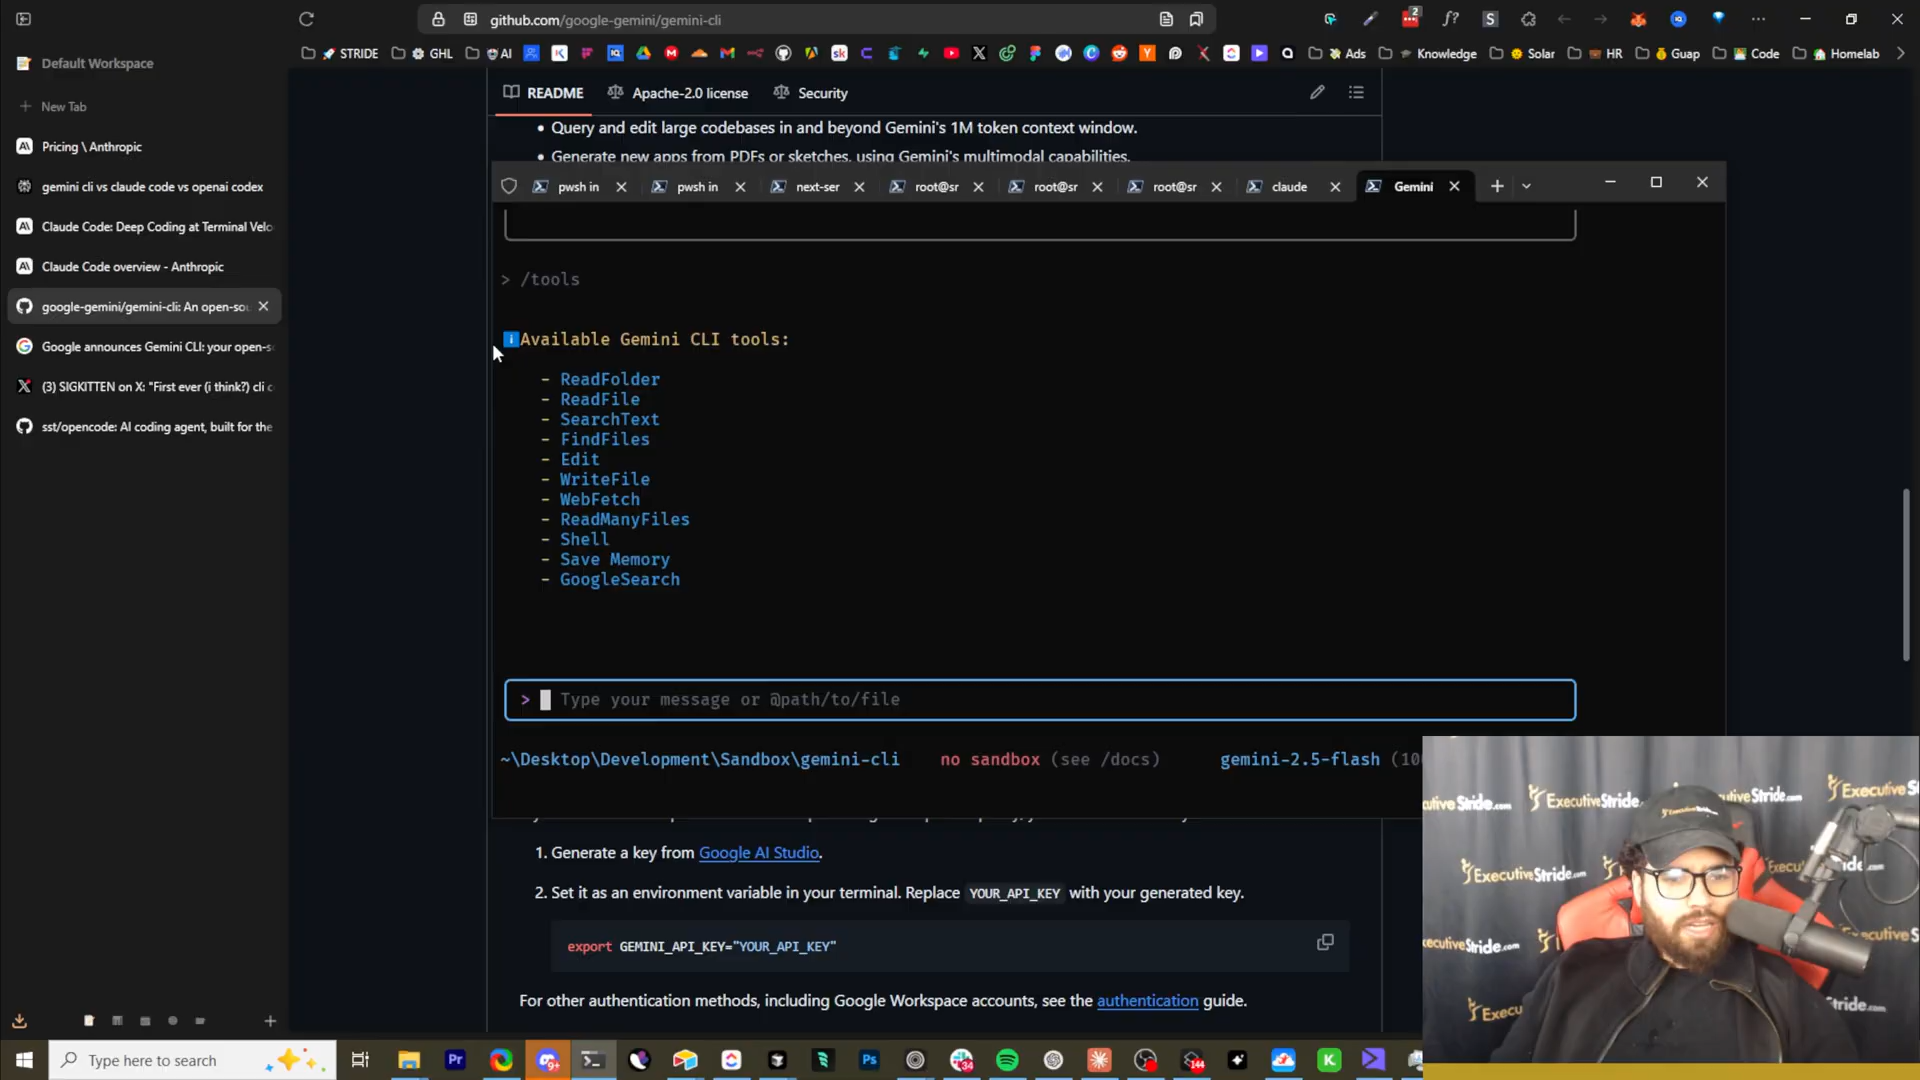 github.com/google-gemini/gemini-cli
2
STRIDE
GHL
AI
Ads
Knowledge
Solar
HR
Guap
Code
Homelab
Default Workspace
New Tab
Pricing \ Anthropic
gemini cli vs claude code vs openai codex
Claude Code: Deep Coding at Terminal Velo
Claude Code overview - Anthropic
google-gemini/gemini-cli: An open-sou
Google announces Gemini CLI: your open-s
(3) SIGKITTEN on X: "First ever (i think?) cli c
sst/opencode: AI coding agent, built for the
README
Apache-2.0 license
Security
• Query and edit large codebases in and beyond Gemini's 1M token context window.
• Generate new apps from PDFs or sketches, using Gemini's multimodal capabilities.
pwsh in
pwsh in
next-ser
root@sr
root@sr
root@sr
claude
Gemini
> /tools
Available Gemini CLI tools:
- ReadFolder
- ReadFile
- SearchText
- FindFiles
- Edit
- WriteFile
- WebFetch
- ReadManyFiles
- Shell
- Save Memory
- GoogleSearch
> Type your message or @path/to/file
~\Desktop\Development\Sandbox\gemini-cli no sandbox (see /docs) gemini-2.5-flash (10
1. Generate a key from Google AI Studio.
2. Set it as an environment variable in your terminal. Replace YOUR_API_KEY with your generated key.
export GEMINI_API_KEY="YOUR_API_KEY"
For other authentication methods, including Google Workspace accounts, see the authentication guide.
ExecutiveStride.com
Type here to search